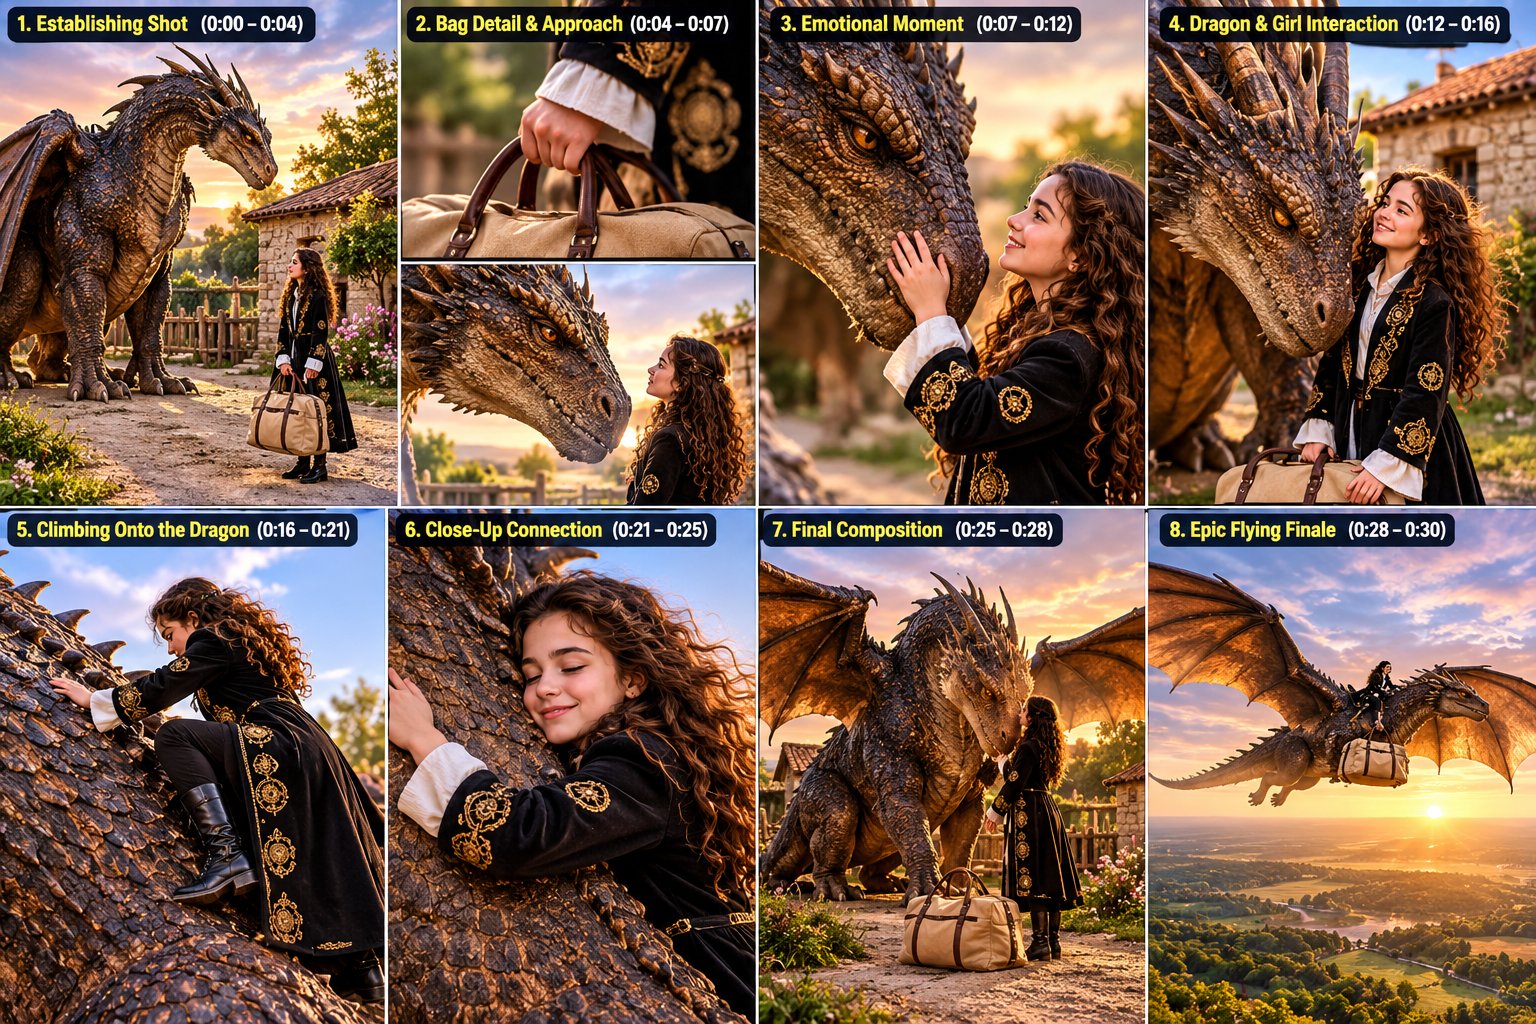 1. Establishing Shot (0:00 – 0:04)
2. Bag Detail & Approach (0:04 – 0:07)
3. Emotional Moment (0:07 – 0:12)
4. Dragon & Girl Interaction (0:12 – 0:16)
5. Climbing Onto the Dragon (0:16 – 0:21)
6. Close-Up Connection (0:21 – 0:25)
7. Final Composition (0:25 – 0:28)
8. Epic Flying Finale (0:28 – 0:30)